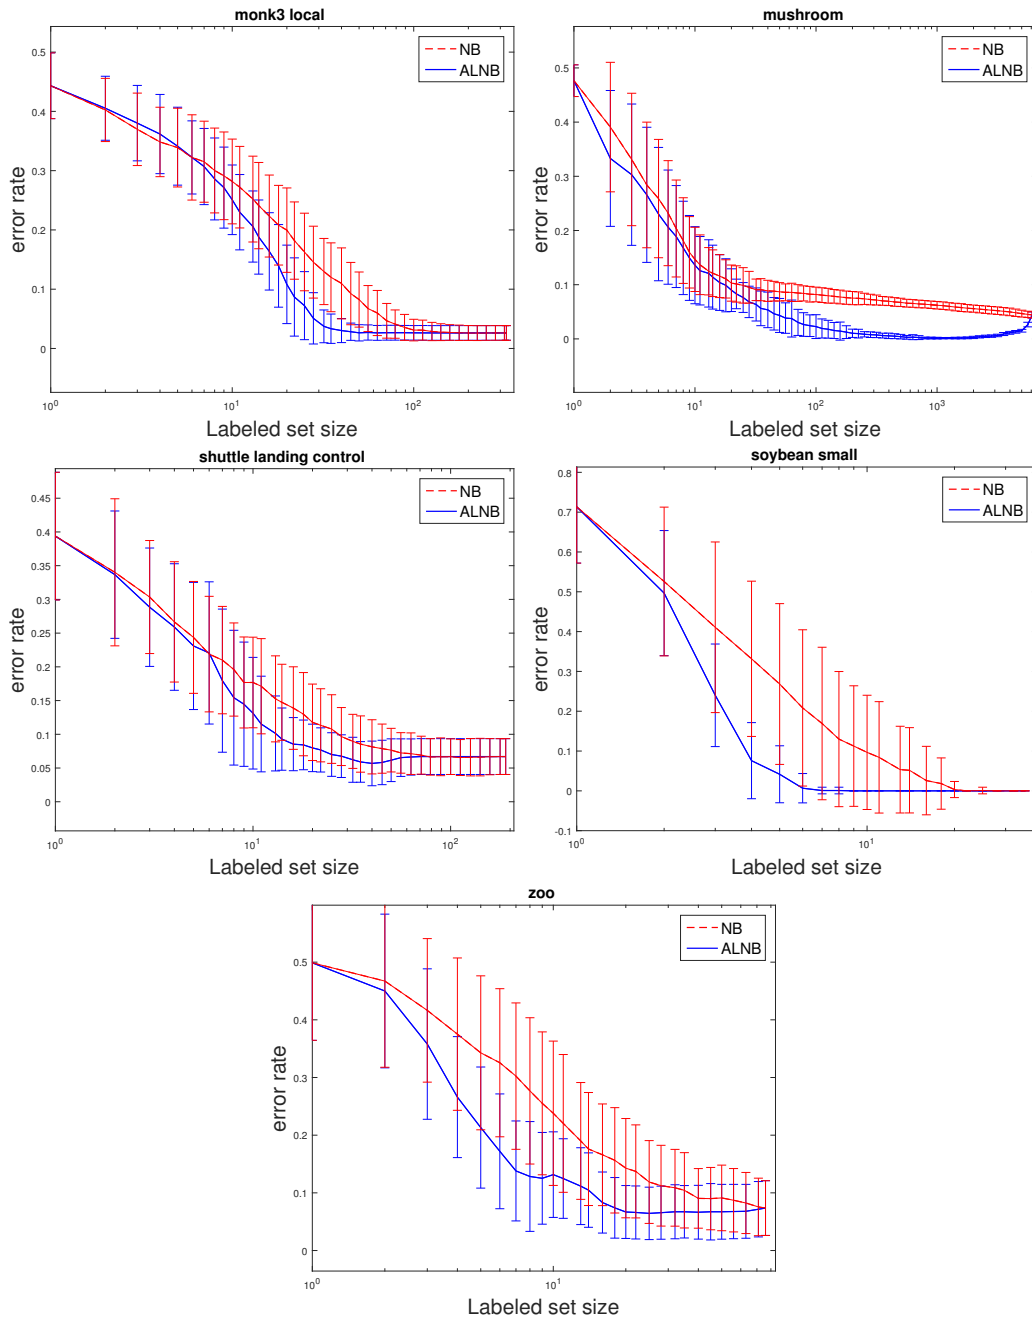 monk3 local
NB
ALNB
error rate
0.5
0.4
0.3
0.2
0.1
0
10^0
10^1
10^2
Labeled set size
mushroom
NB
ALNB
error rate
0.5
0.4
0.3
0.2
0.1
0
10^0
10^1
10^2
10^3
Labeled set size
shuttle landing control
NB
ALNB
error rate
0.45
0.4
0.35
0.3
0.25
0.2
0.15
0.1
0.05
0
10^0
10^1
10^2
Labeled set size
soybean small
NB
ALNB
error rate
0.8
0.7
0.6
0.5
0.4
0.3
0.2
0.1
0
-0.1
10^0
10^1
Labeled set size
zoo
NB
ALNB
error rate
0.5
0.4
0.3
0.2
0.1
0
10^0
10^1
Labeled set size